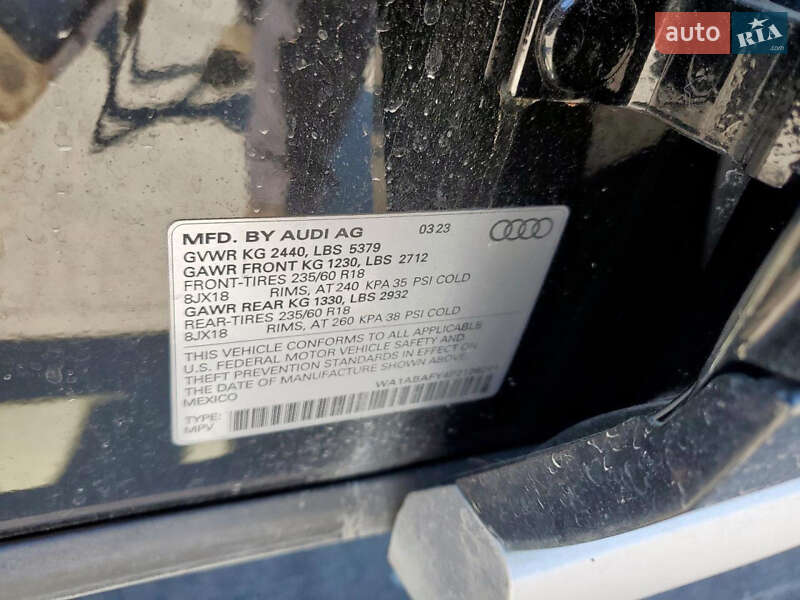 auto RIA
MFD. BY AUDI AG 03 23
GVWR KG 2440, LBS 5379
GAWR FRONT KG 1230, LBS 2712
FRONT-TIRES 235/60 R18
8JX18 RIMS, AT 240 KPA 35 PSI COLD
GAWR REAR KG 1330, LBS 2932
REAR-TIRES 235/60 R18
8JX18 RIMS, AT 260 KPA 38 PSI COLD
THIS VEHICLE CONFORMS TO ALL APPLICABLE
U.S. FEDERAL MOTOR VEHICLE SAFETY AND
THEFT PREVENTION STANDARDS IN EFFECT ON
THE DATE OF MANUFACTURE SHOWN ABOVE.
MEXICO
TYPE:
MPV